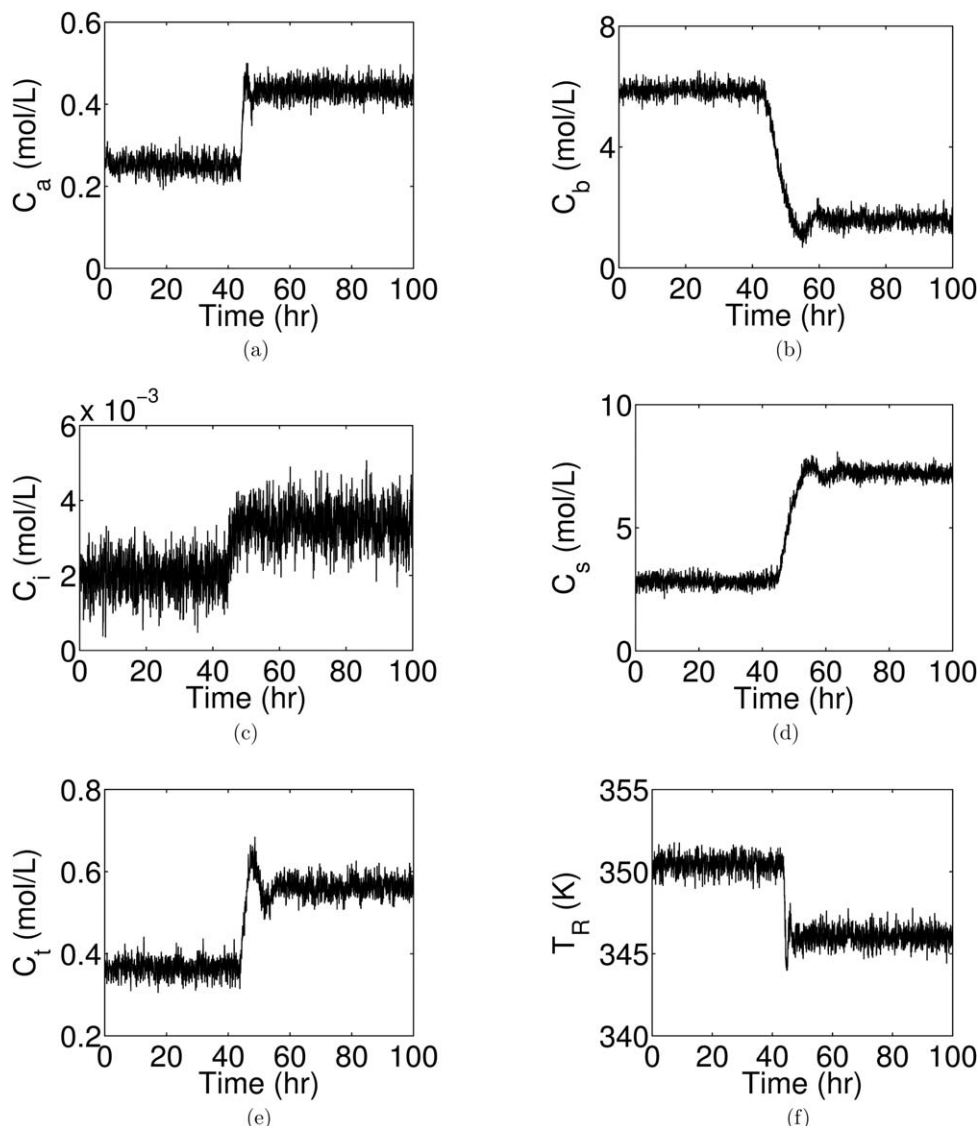 0.6
0.4
0.2
0
C_a (mol/L)
0 20 40 60 80 100
Time (hr)
(a)
8
4
0
C_b (mol/L)
0 20 40 60 80 100
Time (hr)
(b)
6 x 10^-3
4
2
0
C_i (mol/L)
0 20 40 60 80 100
Time (hr)
(c)
10
5
0
C_s (mol/L)
0 20 40 60 80 100
Time (hr)
(d)
0.8
0.6
0.4
0.2
C_t (mol/L)
0 20 40 60 80 100
Time (hr)
(e)
355
350
345
340
T_R (K)
0 20 40 60 80 100
Time (hr)
(f)